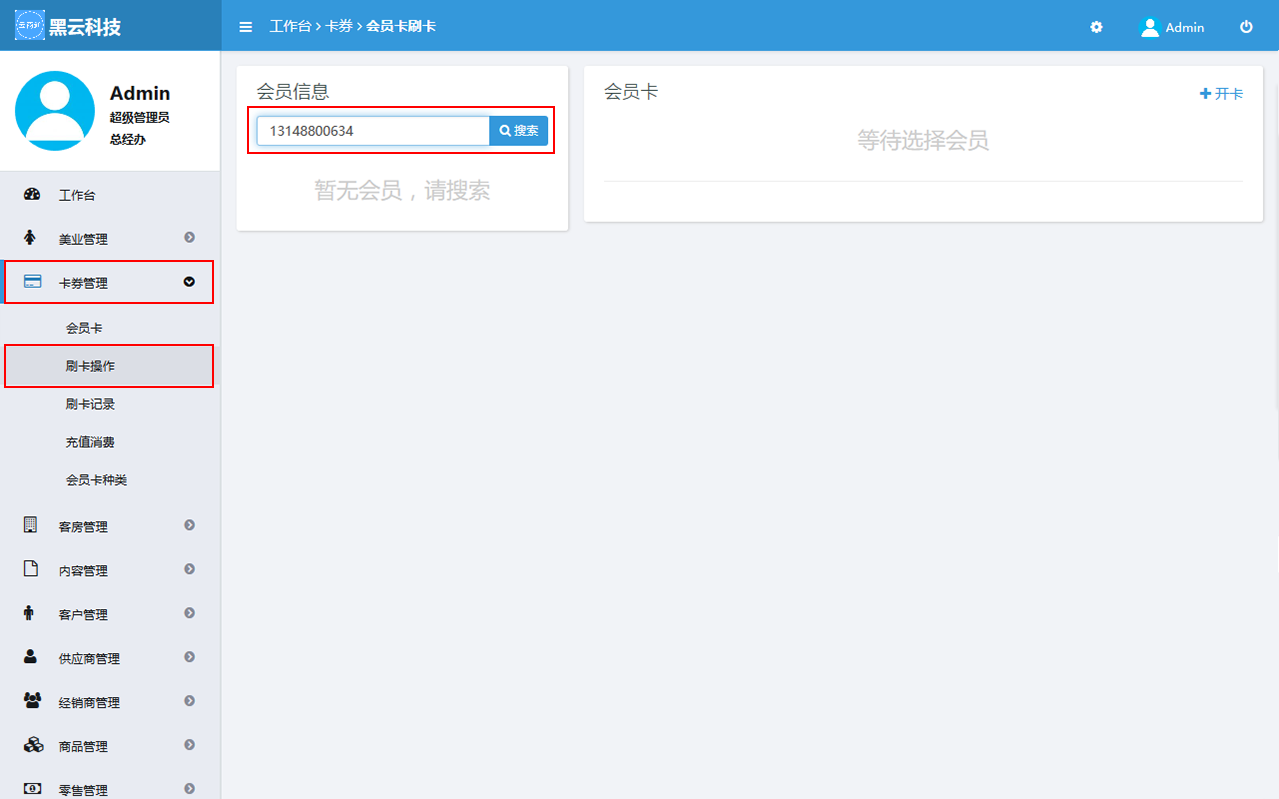 黑云科技
工作台 › 卡券 › 会员卡刷卡
Admin
Admin
超级管理员
总经办
工作台
美业管理
卡券管理
会员卡
刷卡操作
刷卡记录
充值消费
会员卡种类
客房管理
内容管理
客户管理
供应商管理
经销商管理
商品管理
零售管理
会员信息
13148800634
搜索
暂无会员，请搜索
会员卡
开卡
等待选择会员